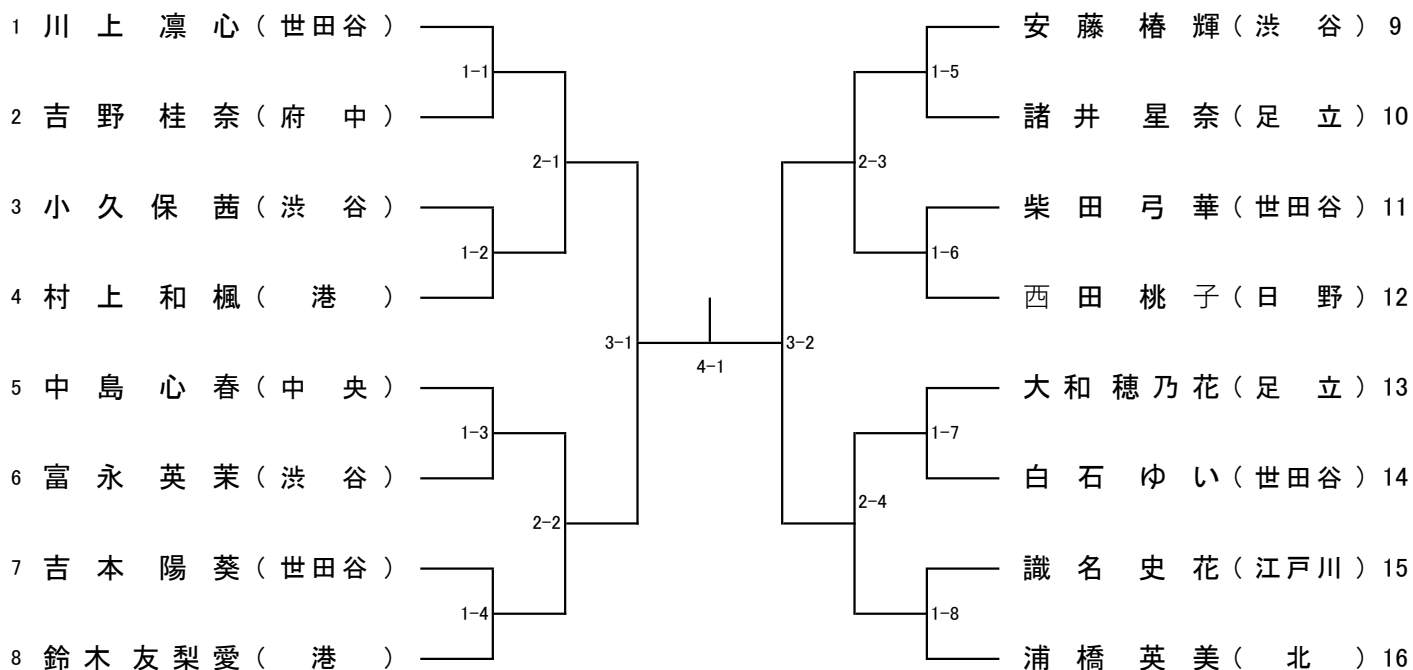 1 川上 凛心(世田谷)
1-1
2 吉野 桂奈(府中)
2-1
3 小久保 茜(渋谷)
1-2
4 村上 和楓(港)
3-1
5 中島 心春(中央)
1-3
6 富永 英茉(渋谷)
2-2
7 吉本 陽葵(世田谷)
1-4
8 鈴木 友梨愛(港)
4-1
安藤 椿輝(渋谷) 9
1-5
諸井 星奈(足立) 10
2-3
柴田 弓華(世田谷) 11
1-6
西田 桃子(日野) 12
3-2
大和 穂乃花(足立) 13
1-7
白石 ゆい(世田谷) 14
2-4
識名 史花(江戸川) 15
1-8
浦橋 英美(北) 16